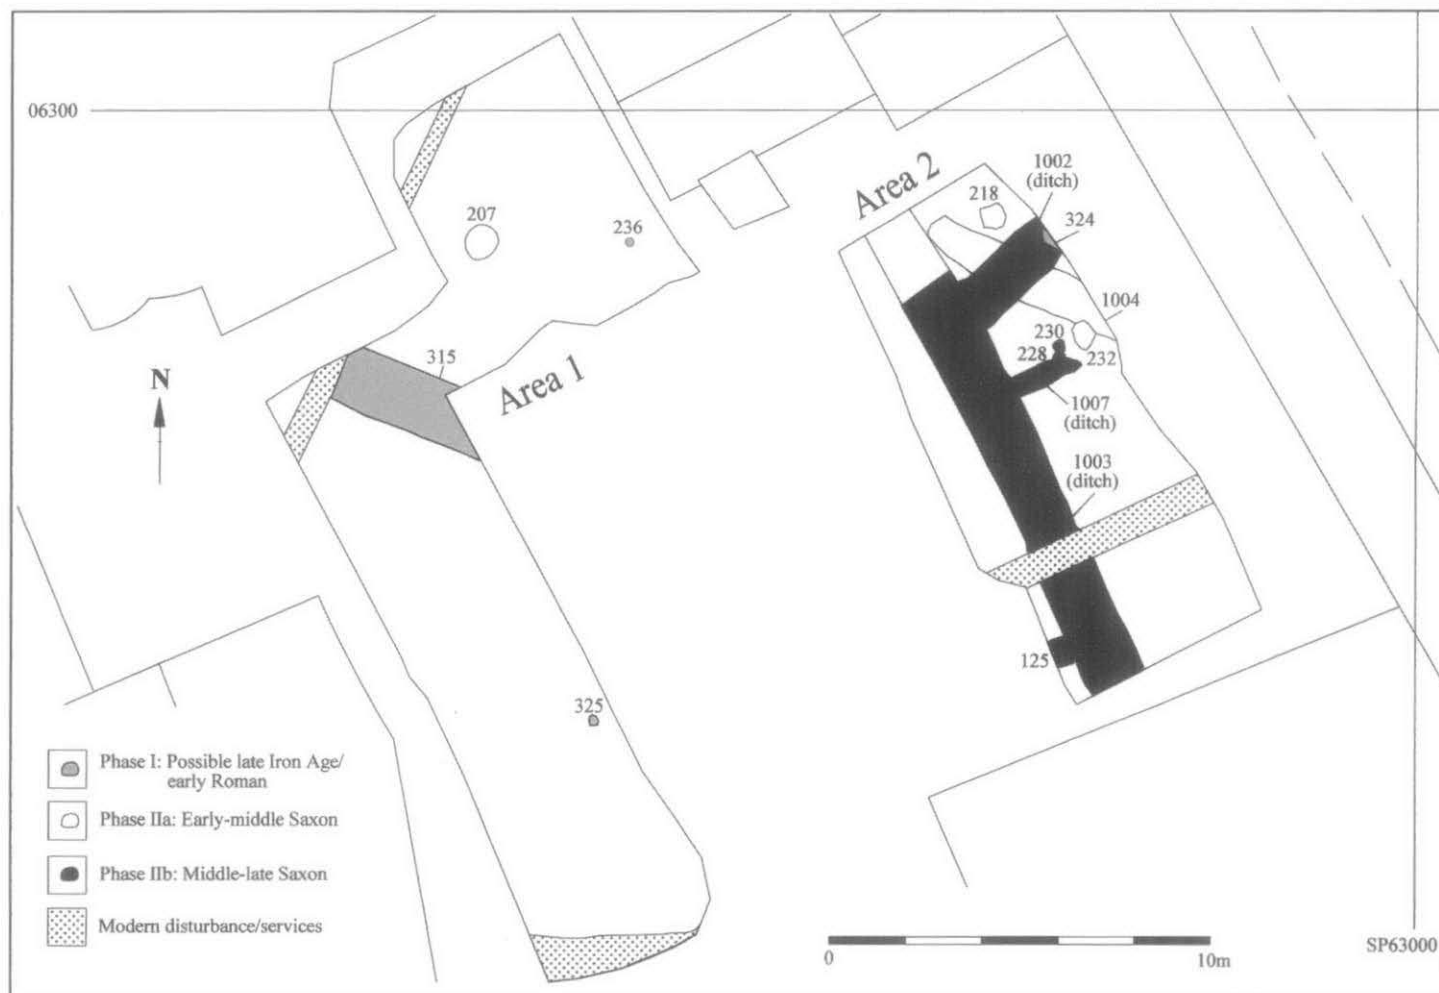 06300
Area 2
1002
(ditch)
218
324
207
236
1004
230
228
232
315
Area 1
1007
(ditch)
N
1003
(ditch)
125
325
Phase I: Possible late Iron Age/
early Roman
Phase IIa: Early-middle Saxon
Phase IIb: Middle-late Saxon
Modern disturbance/services
0
10m
SP63000